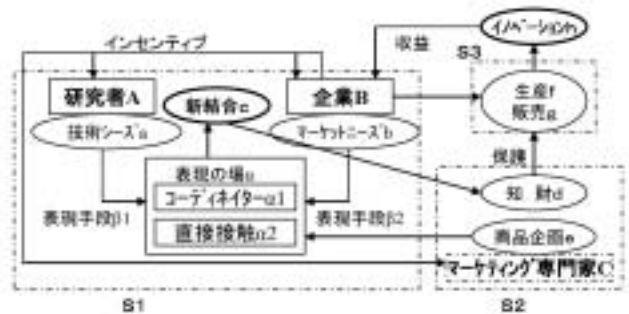 インセンティブ
収益
イノベーションh
S3
研究者A
新結合c
企業B
生産f
販売g
技術シーズa
マーケットニーズb
保護
表現の場α
コーディネイターα1
直接接触α2
表現手段β1
表現手段β2
知 財d
商品企画e
マーケティング専門家C
S1
S2